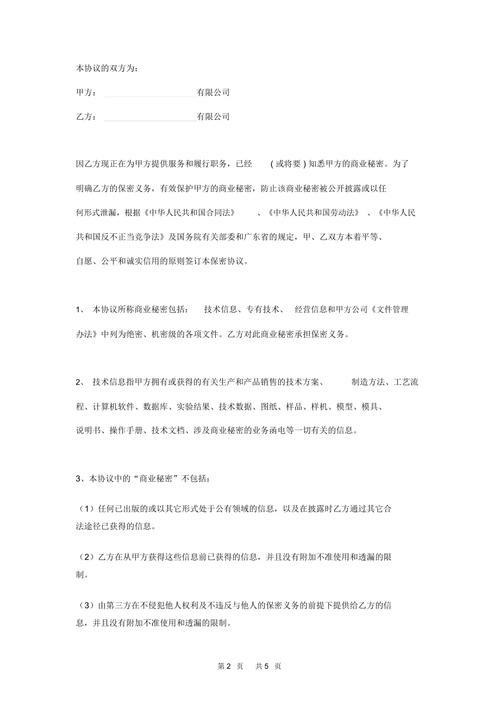 本协议的双方为：
甲方：____________________有限公司
乙方：____________________有限公司
因乙方现正在为甲方提供服务和履行职务，已经 ( 或将要 ) 知悉甲方的商业秘密。为了
明确乙方的保密义务，有效保护甲方的商业秘密，防止该商业秘密被公开披露或以任
何形式泄漏，根据《中华人民共和国合同法》 、《中华人民共和国劳动法》 、《中华人民
共和国反不正当竞争法》及国务院有关部委和广东省的规定，甲、乙双方本着平等、
自愿、公平和诚实信用的原则签订本保密协议。
1、 本协议所称商业秘密包括： 技术信息、专有技术、 经营信息和甲方公司《文件管理
办法》中列为绝密、机密级的各项文件。乙方对此商业秘密承担保密义务。
2、 技术信息指甲方拥有或获得的有关生产和产品销售的技术方案、 制造方法、工艺流
程、计算机软件、数据库、实验结果、技术数据、图纸、样品、样机、模型、模具、
说明书、操作手册、技术文档、涉及商业秘密的业务函电等一切有关的信息。
3、本协议中的“商业秘密”不包括：
（1）任何已出版的或以其它形式处于公有领域的信息，以及在披露时乙方通过其它合
法途径已获得的信息。
（2）乙方在从甲方获得这些信息前已获得的信息，并且没有附加不准使用和透漏的限
制。
（3）由第三方在不侵犯他人权利及不违反与他人的保密义务的前提下提供给乙方的信
息，并且没有附加不准使用和透漏的限制。
第 2 页 共 5 页